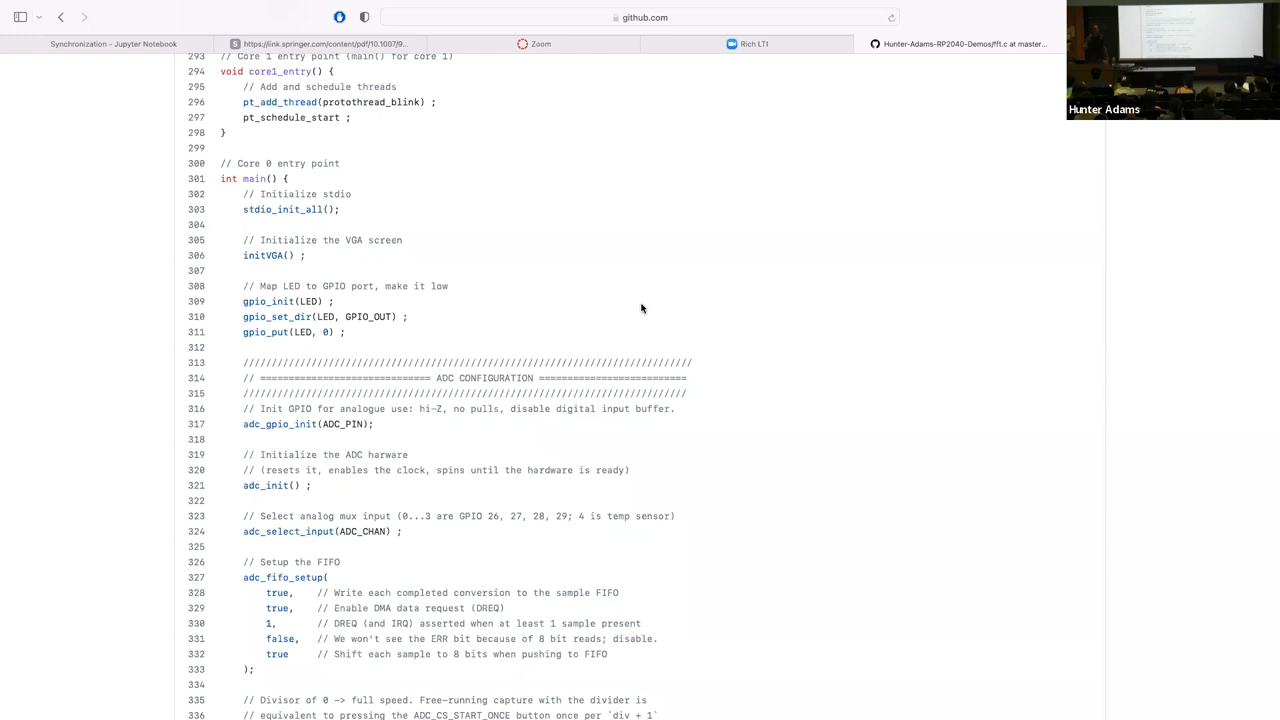 github.com
Synchronization - Jupyter Notebook
https://link.springer.com/content/pdf/10.1007/9...
Zoom
Rich LTI
Hunter-Adams-RP2040-Demos/fft.c at master...
Hunter Adams
293 // Core 1 entry point (main() for core 1)
294 void core1_entry() {
295 // Add and schedule threads
296 pt_add_thread(protothread_blink) ;
297 pt_schedule_start ;
298 }
299
300 // Core 0 entry point
301 int main() {
302 // Initialize stdio
303 stdio_init_all();
304
305 // Initialize the VGA screen
306 initVGA() ;
307
308 // Map LED to GPIO port, make it low
309 gpio_init(LED) ;
310 gpio_set_dir(LED, GPIO_OUT) ;
311 gpio_put(LED, 0) ;
312
313 ///////////////////////////////////////////////////////////////////////////////
314 // ============================== ADC CONFIGURATION ==========================
315 //////////////////////////////////////////////////////////////////////////////
316 // Init GPIO for analogue use: hi-Z, no pulls, disable digital input buffer.
317 adc_gpio_init(ADC_PIN);
318
319 // Initialize the ADC harware
320 // (resets it, enables the clock, spins until the hardware is ready)
321 adc_init() ;
322
323 // Select analog mux input (0...3 are GPIO 26, 27, 28, 29; 4 is temp sensor)
324 adc_select_input(ADC_CHAN) ;
325
326 // Setup the FIFO
327 adc_fifo_setup(
328 true, // Write each completed conversion to the sample FIFO
329 true, // Enable DMA data request (DREQ)
330 1, // DREQ (and IRQ) asserted when at least 1 sample present
331 false, // We won't see the ERR bit because of 8 bit reads; disable.
332 true // Shift each sample to 8 bits when pushing to FIFO
333 );
334
335 // Divisor of 0 -> full speed. Free-running capture with the divider is
336 // equivalent to pressing the ADC_CS_START_ONCE button once per `div + 1`